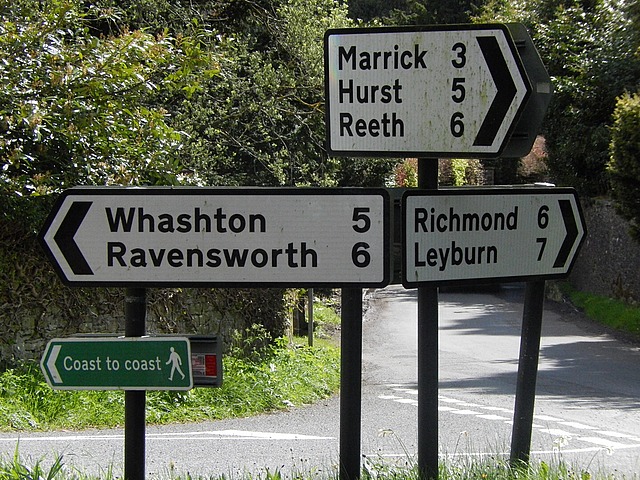 Marrick 3
Hurst 5
Reeth 6
Whashton 5
Ravensworth 6
Richmond 6
Leyburn 7
Coast to coast